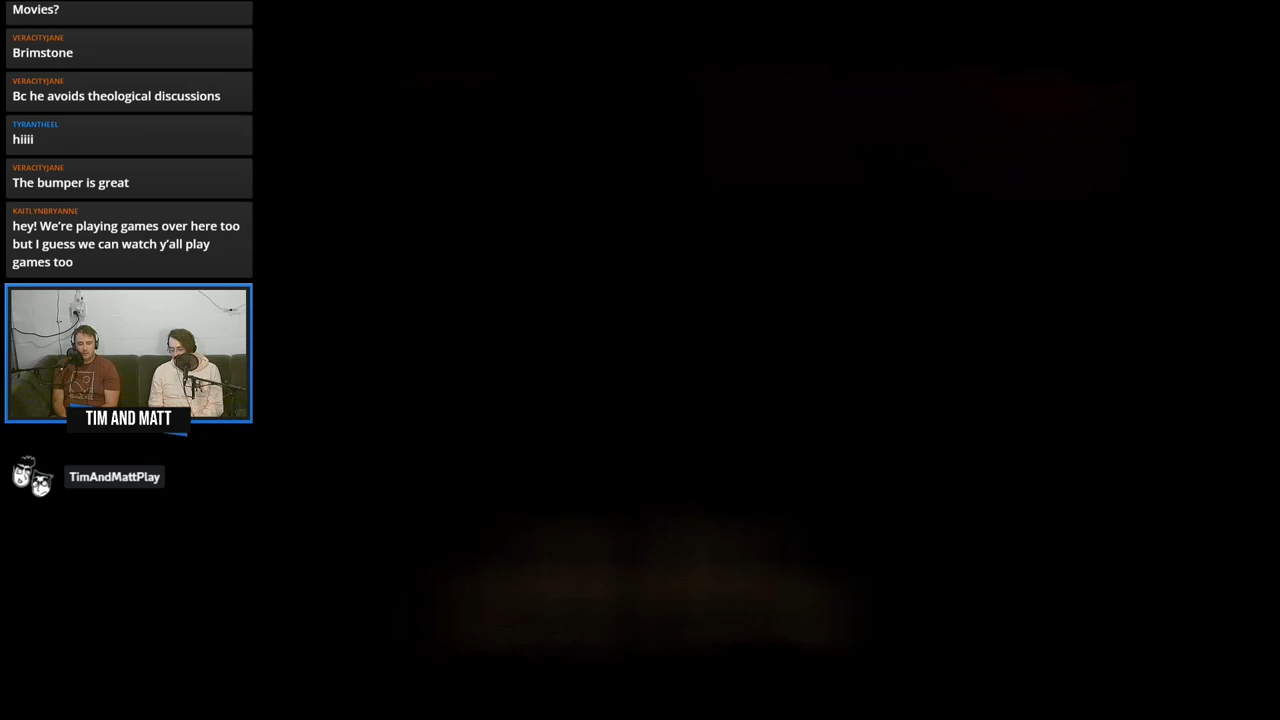 Movies?
VERACITYJANE
Brimstone
VERACITYJANE
Bc he avoids theological discussions
TYRANTHEEL
hiiii
VERACITYJANE
The bumper is great
KAITLYNBRYANNE
hey! We're playing games over here too
but I guess we can watch y'all play
games too
TIM AND MATT
TimAndMattPlay